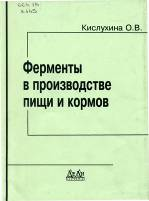 Кислухина О.В.
Ферменты
в производстве
пищи и кормов